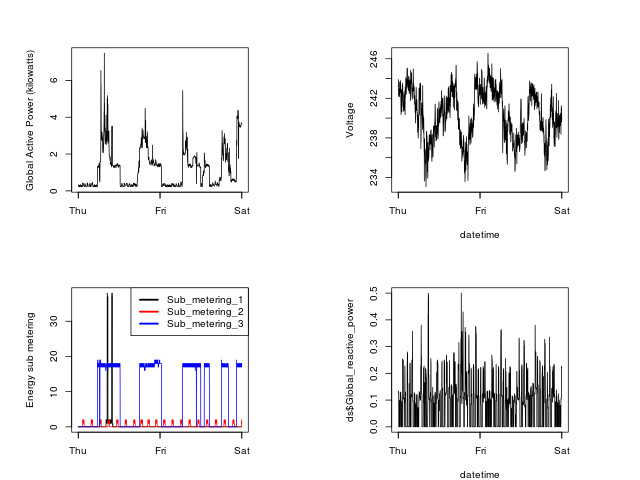 Global Active Power (kilowatts)
0 2 4 6
Thu Fri Sat
Voltage
234 238 242 246
Thu Fri Sat
datetime
Energy sub metering
0 10 20 30
Sub_metering_1
Sub_metering_2
Sub_metering_3
Thu Fri Sat
ds$Global_reactive_power
0.0 0.1 0.2 0.3 0.4 0.5
Thu Fri Sat
datetime